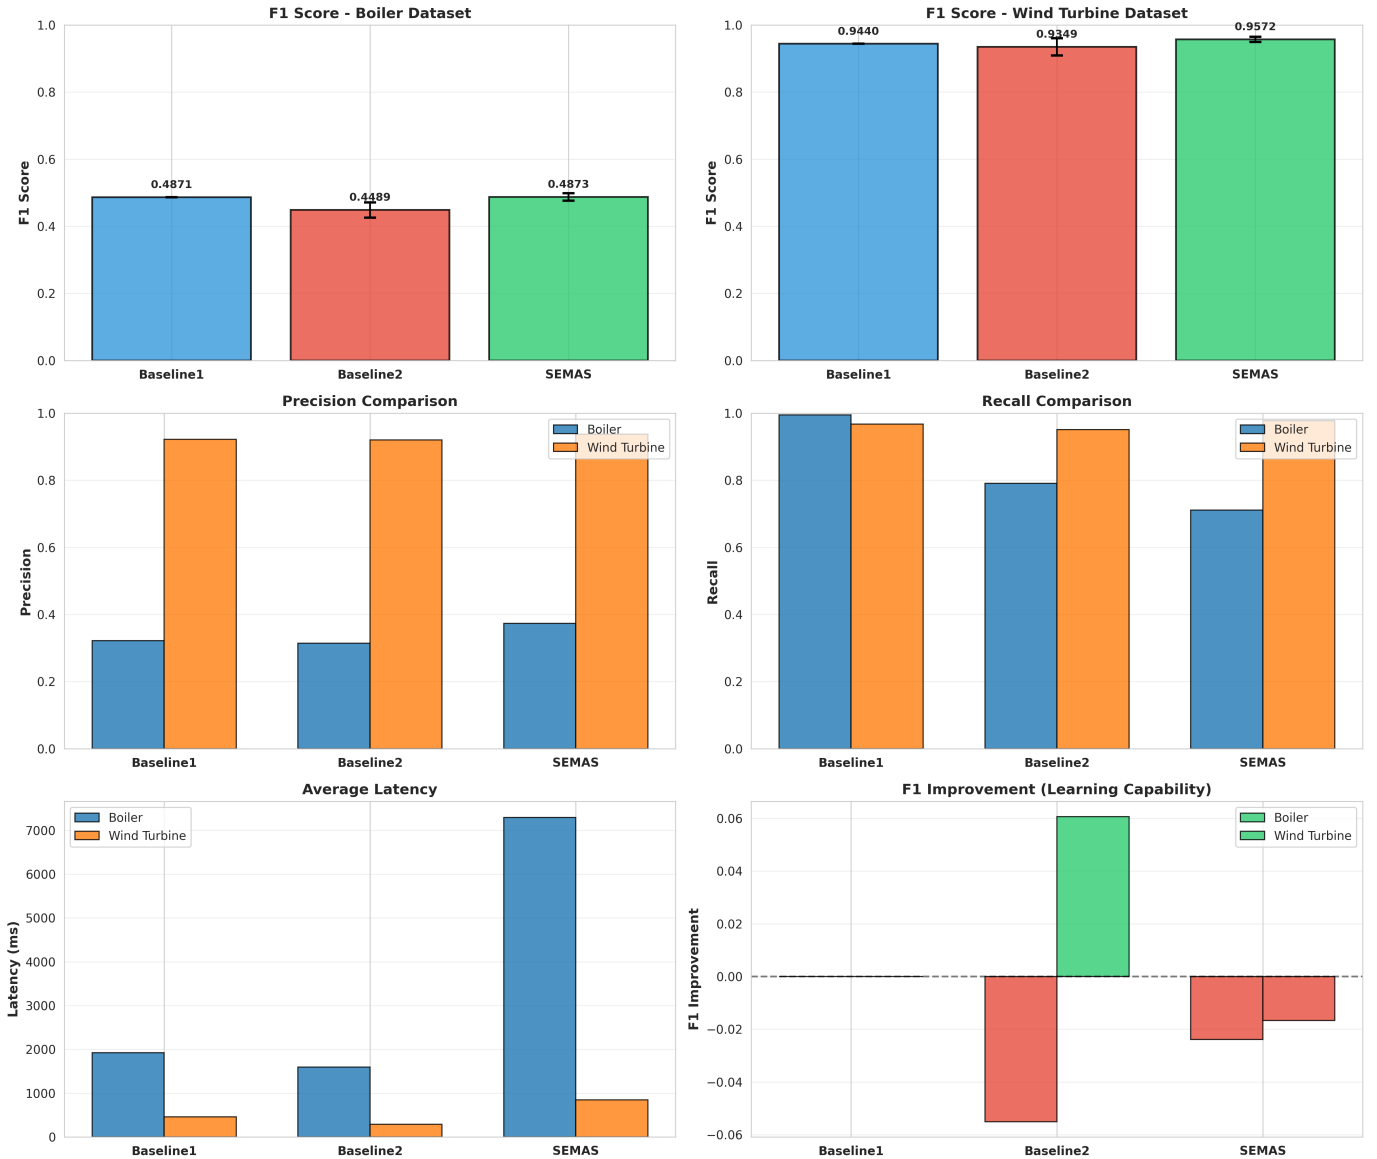 F1 Score - Boiler Dataset
F1 Score
1.0
0.8
0.6
0.4
0.2
0.0
0.4871
0.4489
0.4873
Baseline1
Baseline2
SEMAS
F1 Score - Wind Turbine Dataset
F1 Score
1.0
0.8
0.6
0.4
0.2
0.0
0.9440
0.9349
0.9572
Baseline1
Baseline2
SEMAS
Precision Comparison
Precision
1.0
0.8
0.6
0.4
0.2
0.0
Boiler
Wind Turbine
Baseline1
Baseline2
SEMAS
Recall Comparison
Recall
1.0
0.8
0.6
0.4
0.2
0.0
Boiler
Wind Turbine
Baseline1
Baseline2
SEMAS
Average Latency
Latency (ms)
7000
6000
5000
4000
3000
2000
1000
0
Boiler
Wind Turbine
Baseline1
Baseline2
SEMAS
F1 Improvement (Learning Capability)
F1 Improvement
0.06
0.04
0.02
0.00
−0.02
−0.04
−0.06
Boiler
Wind Turbine
Baseline1
Baseline2
SEMAS